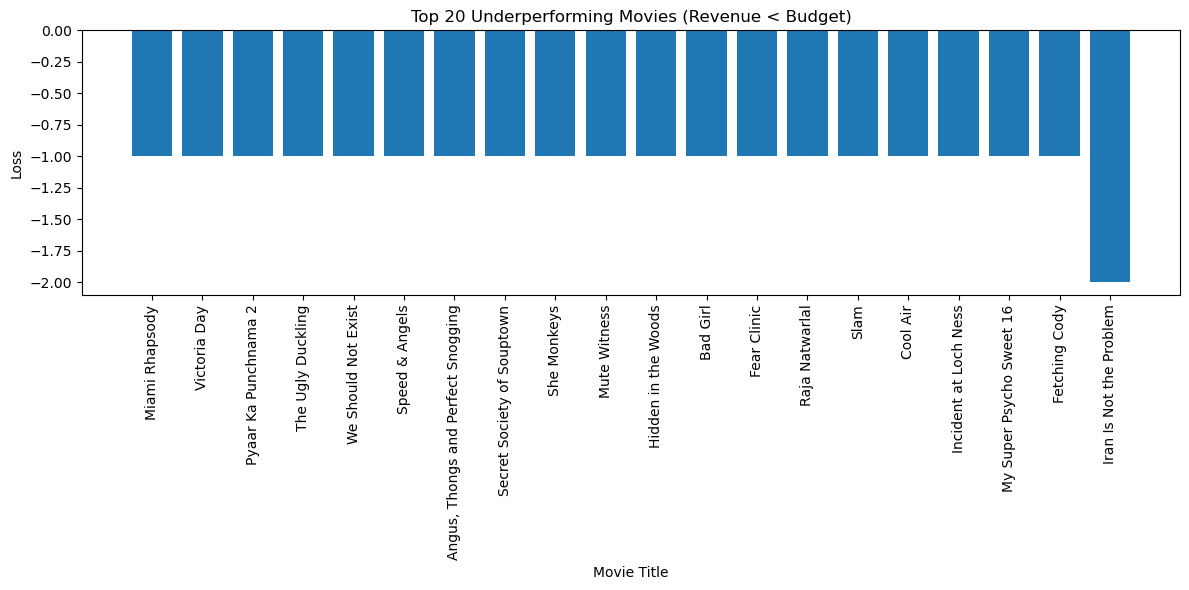 Top 20 Underperforming Movies (Revenue < Budget)
Loss
0.00
−0.25
−0.50
−0.75
−1.00
−1.25
−1.50
−1.75
−2.00
Miami Rhapsody
Victoria Day
Pyaar Ka Punchnama 2
The Ugly Duckling
We Should Not Exist
Speed & Angels
Angus, Thongs and Perfect Snogging
Secret Society of Souptown
She Monkeys
Mute Witness
Hidden in the Woods
Bad Girl
Fear Clinic
Raja Natwarlal
Slam
Cool Air
Incident at Loch Ness
My Super Psycho Sweet 16
Fetching Cody
Iran Is Not the Problem
Movie Title